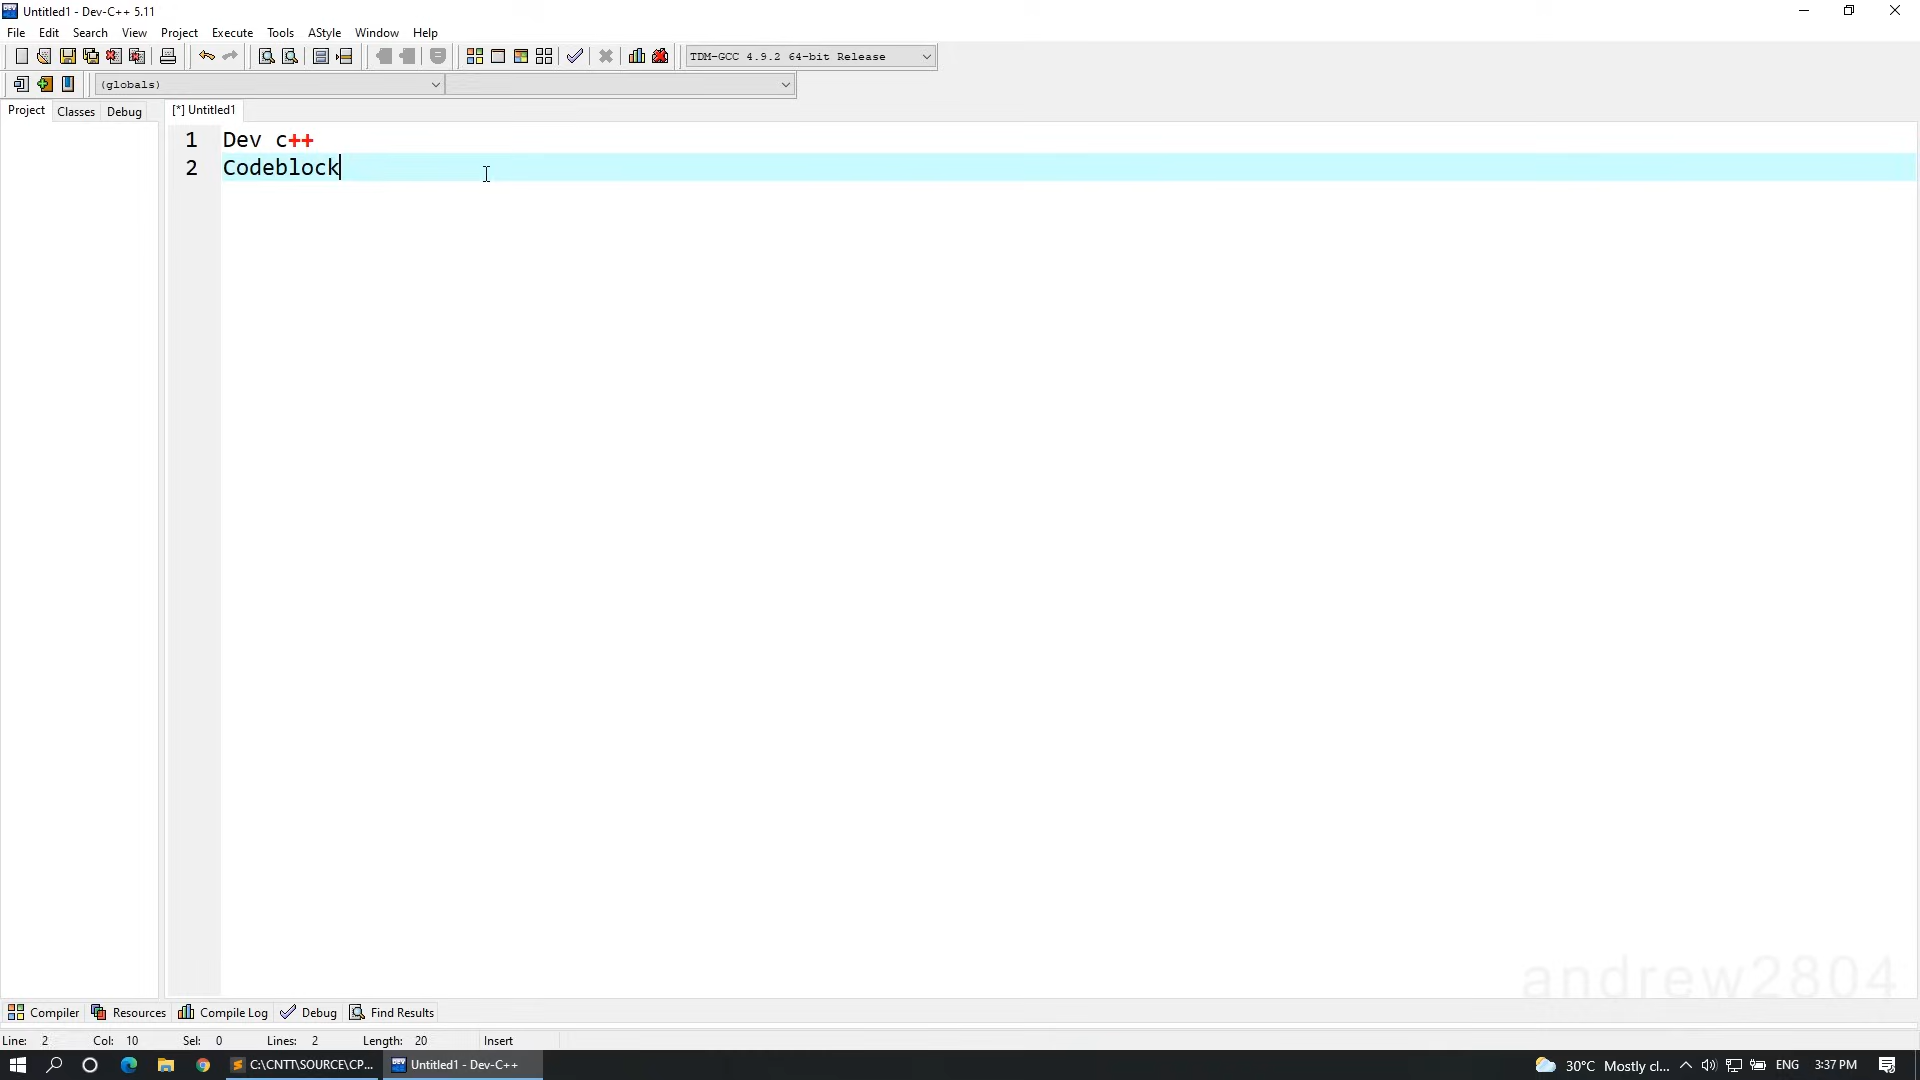 Untitled1 - Dev-C++ 5.11
File Edit Search View Project Execute Tools AStyle Window Help
TDM-GCC 4.9.2 64-bit Release
(globals)
Project Classes Debug [*] Untitled1
1 Dev c++
2 Codeblock
andrew2804
Compiler Resources Compile Log Debug Find Results
Line: 2 Col: 10 Sel: 0 Lines: 2 Length: 20 Insert
C:\CNTT\SOURCE\CP... Untitled1 - Dev-C++ 30°C Mostly cl... ENG 3:37 PM